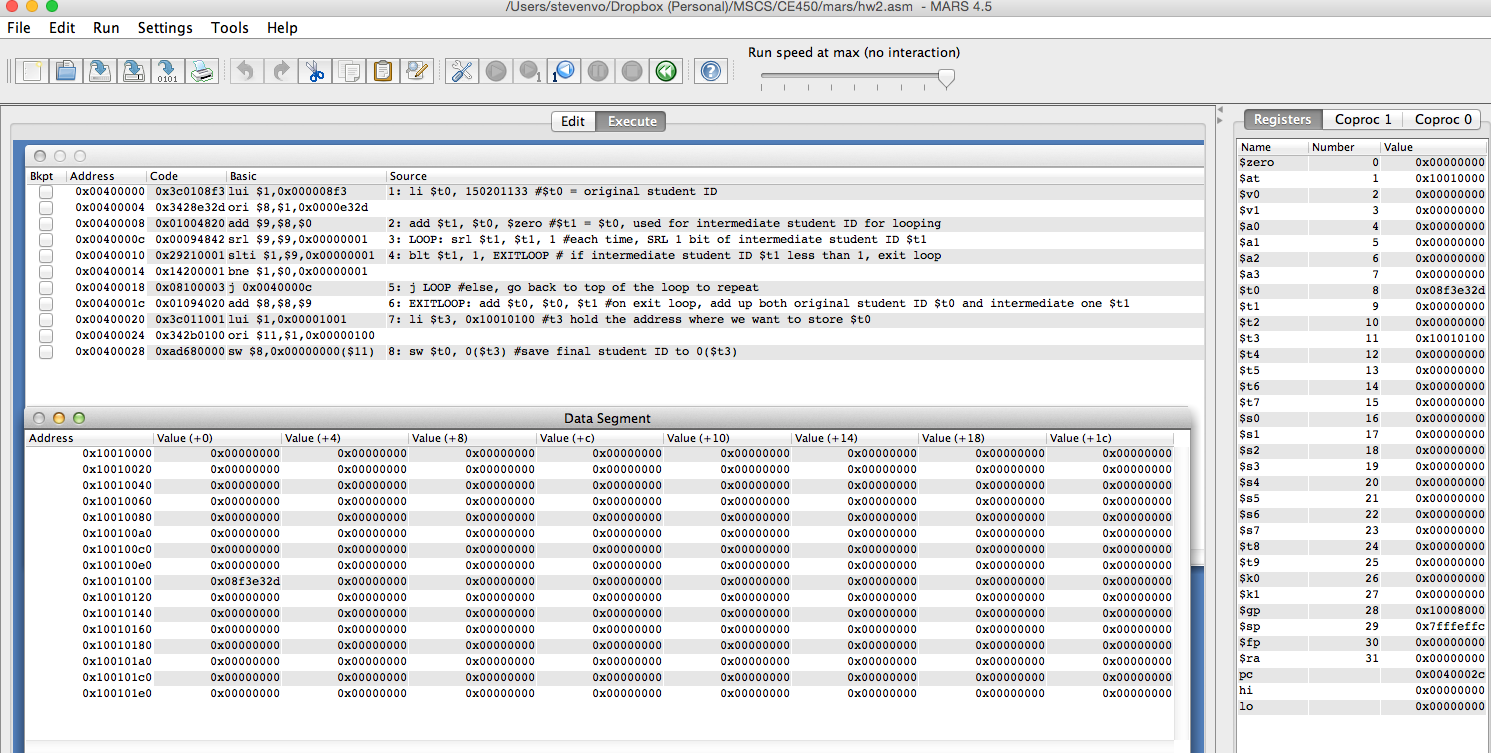 /Users/stevenvo/Dropbox (Personal)/MSCS/CE450/mars/hw2.asm - MARS 4.5
File Edit Run Settings Tools Help
Run speed at max (no interaction)
0101 1 1
Edit Execute
Registers Coproc 1 Coproc 0
Bkpt Address Code Basic Source
0x00400000 0x3c0108f3 lui $1,0x000008f3 1: li $t0, 150201133 #$t0 = original student ID
0x00400004 0x3428e32d ori $8,$1,0x0000e32d
0x00400008 0x01004820 add $9,$8,$0 2: add $t1, $t0, $zero #$t1 = $t0, used for intermediate student ID for looping
0x0040000c 0x00094842 srl $9,$9,0x00000001 3: LOOP: srl $t1, $t1, 1 #each time, SRL 1 bit of intermediate student ID $t1
0x00400010 0x29210001 slti $1,$9,0x00000001 4: blt $t1, 1, EXITLOOP # if intermediate student ID $t1 less than 1, exit loop
0x00400014 0x14200001 bne $1,$0,0x00000001
0x00400018 0x08100003 j 0x0040000c 5: j LOOP #else, go back to top of the loop to repeat
0x0040001c 0x01094020 add $8,$8,$9 6: EXITLOOP: add $t0, $t0, $t1 #on exit loop, add up both original student ID $t0 and intermediate one $t1
0x00400020 0x3c011001 lui $1,0x00001001 7: li $t3, 0x10010100 #t3 hold the address where we want to store $t0
0x00400024 0x342b0100 ori $11,$1,0x00000100
0x00400028 0xad680000 sw $8,0x00000000($11) 8: sw $t0, 0($t3) #save final student ID to 0($t3)
Data Segment
Address Value (+0) Value (+4) Value (+8) Value (+c) Value (+10) Value (+14) Value (+18) Value (+1c)
0x10010000 0x00000000 0x00000000 0x00000000 0x00000000 0x00000000 0x00000000 0x00000000 0x00000000
0x10010020 0x00000000 0x00000000 0x00000000 0x00000000 0x00000000 0x00000000 0x00000000 0x00000000
0x10010040 0x00000000 0x00000000 0x00000000 0x00000000 0x00000000 0x00000000 0x00000000 0x00000000
0x10010060 0x00000000 0x00000000 0x00000000 0x00000000 0x00000000 0x00000000 0x00000000 0x00000000
0x10010080 0x00000000 0x00000000 0x00000000 0x00000000 0x00000000 0x00000000 0x00000000 0x00000000
0x100100a0 0x00000000 0x00000000 0x00000000 0x00000000 0x00000000 0x00000000 0x00000000 0x00000000
0x100100c0 0x00000000 0x00000000 0x00000000 0x00000000 0x00000000 0x00000000 0x00000000 0x00000000
0x100100e0 0x00000000 0x00000000 0x00000000 0x00000000 0x00000000 0x00000000 0x00000000 0x00000000
0x10010100 0x08f3e32d 0x00000000 0x00000000 0x00000000 0x00000000 0x00000000 0x00000000 0x00000000
0x10010120 0x00000000 0x00000000 0x00000000 0x00000000 0x00000000 0x00000000 0x00000000 0x00000000
0x10010140 0x00000000 0x00000000 0x00000000 0x00000000 0x00000000 0x00000000 0x00000000 0x00000000
0x10010160 0x00000000 0x00000000 0x00000000 0x00000000 0x00000000 0x00000000 0x00000000 0x00000000
0x10010180 0x00000000 0x00000000 0x00000000 0x00000000 0x00000000 0x00000000 0x00000000 0x00000000
0x100101a0 0x00000000 0x00000000 0x00000000 0x00000000 0x00000000 0x00000000 0x00000000 0x00000000
0x100101c0 0x00000000 0x00000000 0x00000000 0x00000000 0x00000000 0x00000000 0x00000000 0x00000000
0x100101e0 0x00000000 0x00000000 0x00000000 0x00000000 0x00000000 0x00000000 0x00000000 0x00000000
Name Number Value
$zero 0 0x00000000
$at 1 0x10010000
$v0 2 0x00000000
$v1 3 0x00000000
$a0 4 0x00000000
$a1 5 0x00000000
$a2 6 0x00000000
$a3 7 0x00000000
$t0 8 0x08f3e32d
$t1 9 0x00000000
$t2 10 0x00000000
$t3 11 0x10010100
$t4 12 0x00000000
$t5 13 0x00000000
$t6 14 0x00000000
$t7 15 0x00000000
$s0 16 0x00000000
$s1 17 0x00000000
$s2 18 0x00000000
$s3 19 0x00000000
$s4 20 0x00000000
$s5 21 0x00000000
$s6 22 0x00000000
$s7 23 0x00000000
$t8 24 0x00000000
$t9 25 0x00000000
$k0 26 0x00000000
$k1 27 0x00000000
$gp 28 0x10008000
$sp 29 0x7fffeffc
$fp 30 0x00000000
$ra 31 0x00000000
pc 0x0040002c
hi 0x00000000
lo 0x00000000